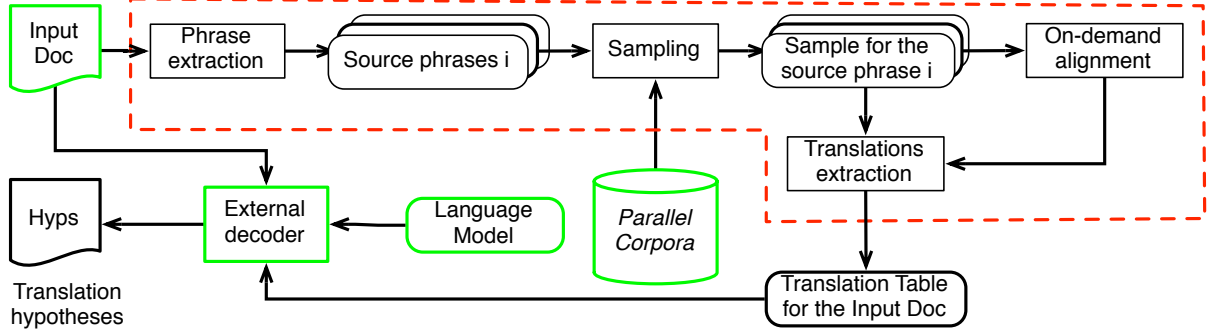 Input
Doc
Phrase
extraction
Source phrases i
Sampling
Sample for the
source phrase i
On-demand
alignment
Translations
extraction
Hyps
External
decoder
Language
Model
Parallel
Corpora
Translation
hypotheses
Translation Table
for the Input Doc